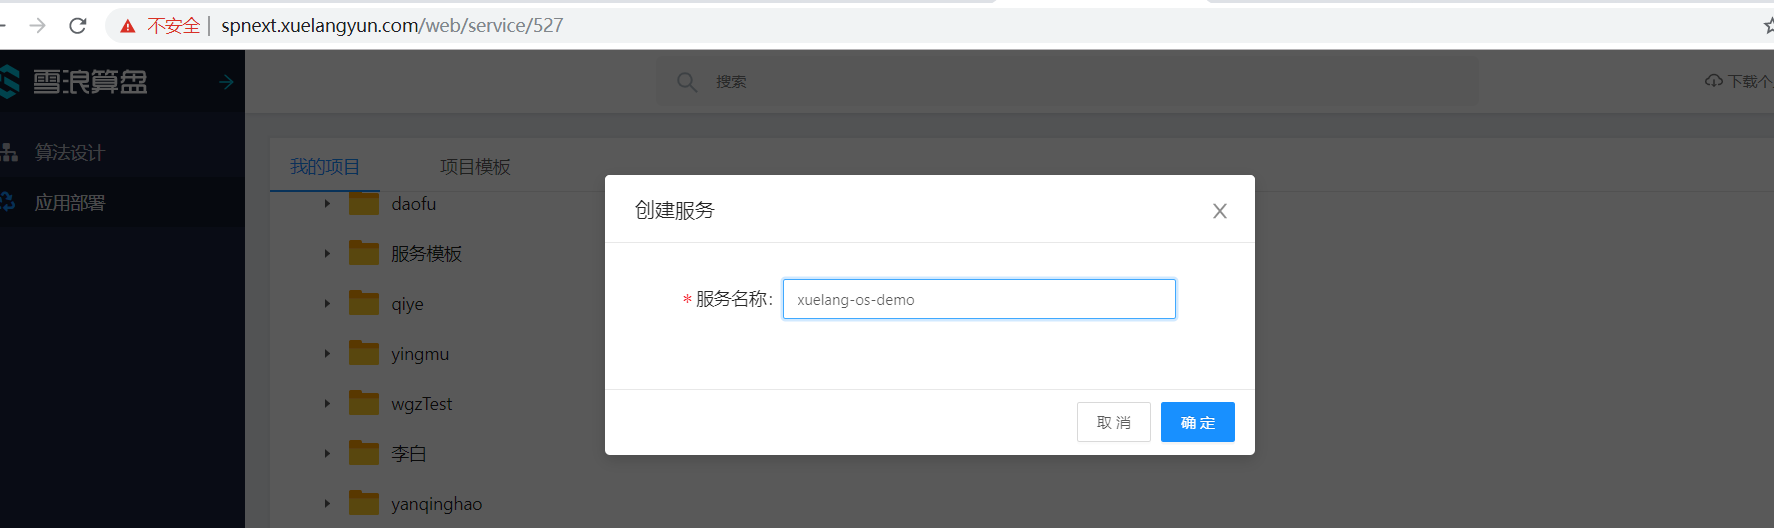 不安全 | spnext.xuelangyun.com/web/service/527
雪浪算盘
搜索
下载个
算法设计
应用部署
我的项目
项目模板
daofu
服务模板
qiye
yingmu
wgzTest
李白
yanqinghao
创建服务
* 服务名称: xuelang-os-demo
取 消
确 定